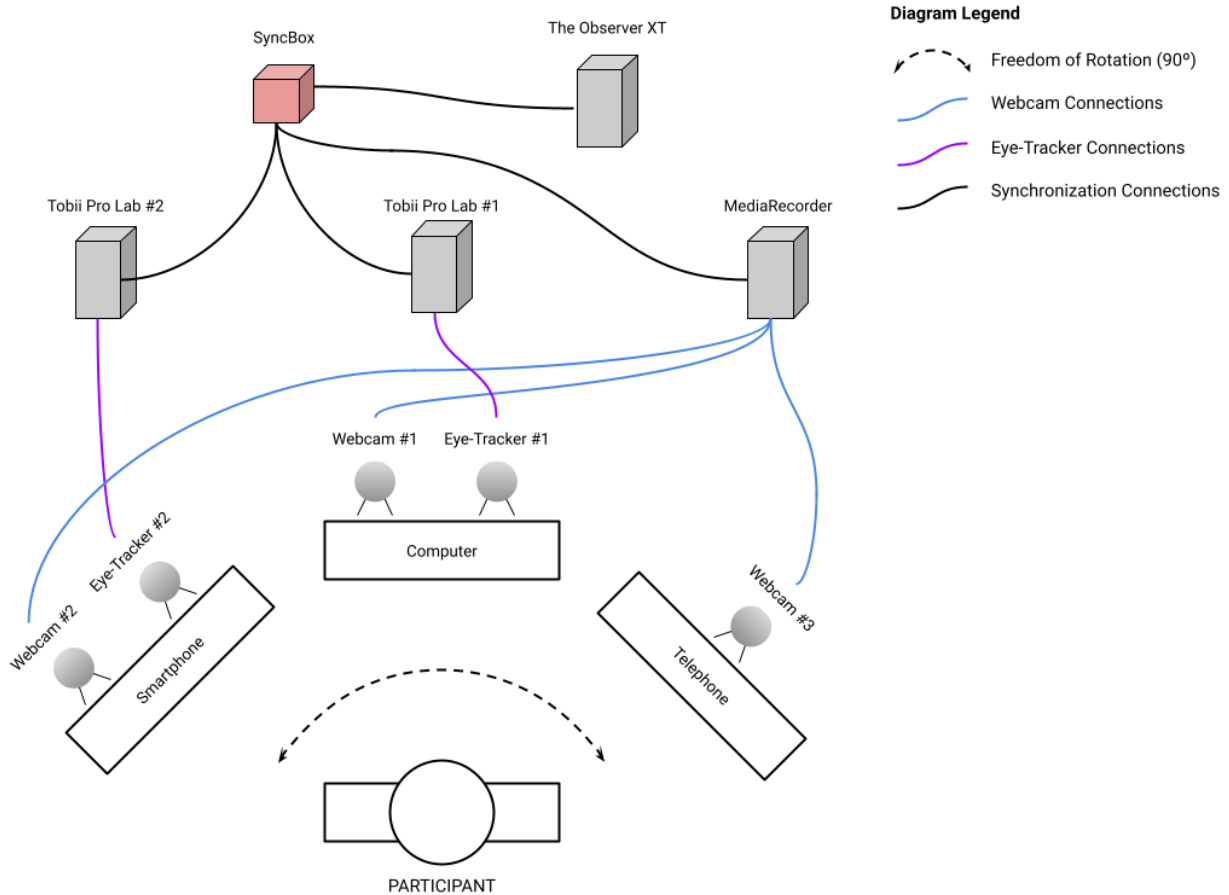 Diagram Legend
The Observer XT
SyncBox
Freedom of Rotation (90º)
Webcam Connections
Eye-Tracker Connections
Synchronization Connections
Tobii Pro Lab #2
Tobii Pro Lab #1
MediaRecorder
Webcam #1
Eye-Tracker #1
Computer
Eye-Tracker #2
Webcam #2
Smartphone
Webcam #3
Telephone
PARTICIPANT